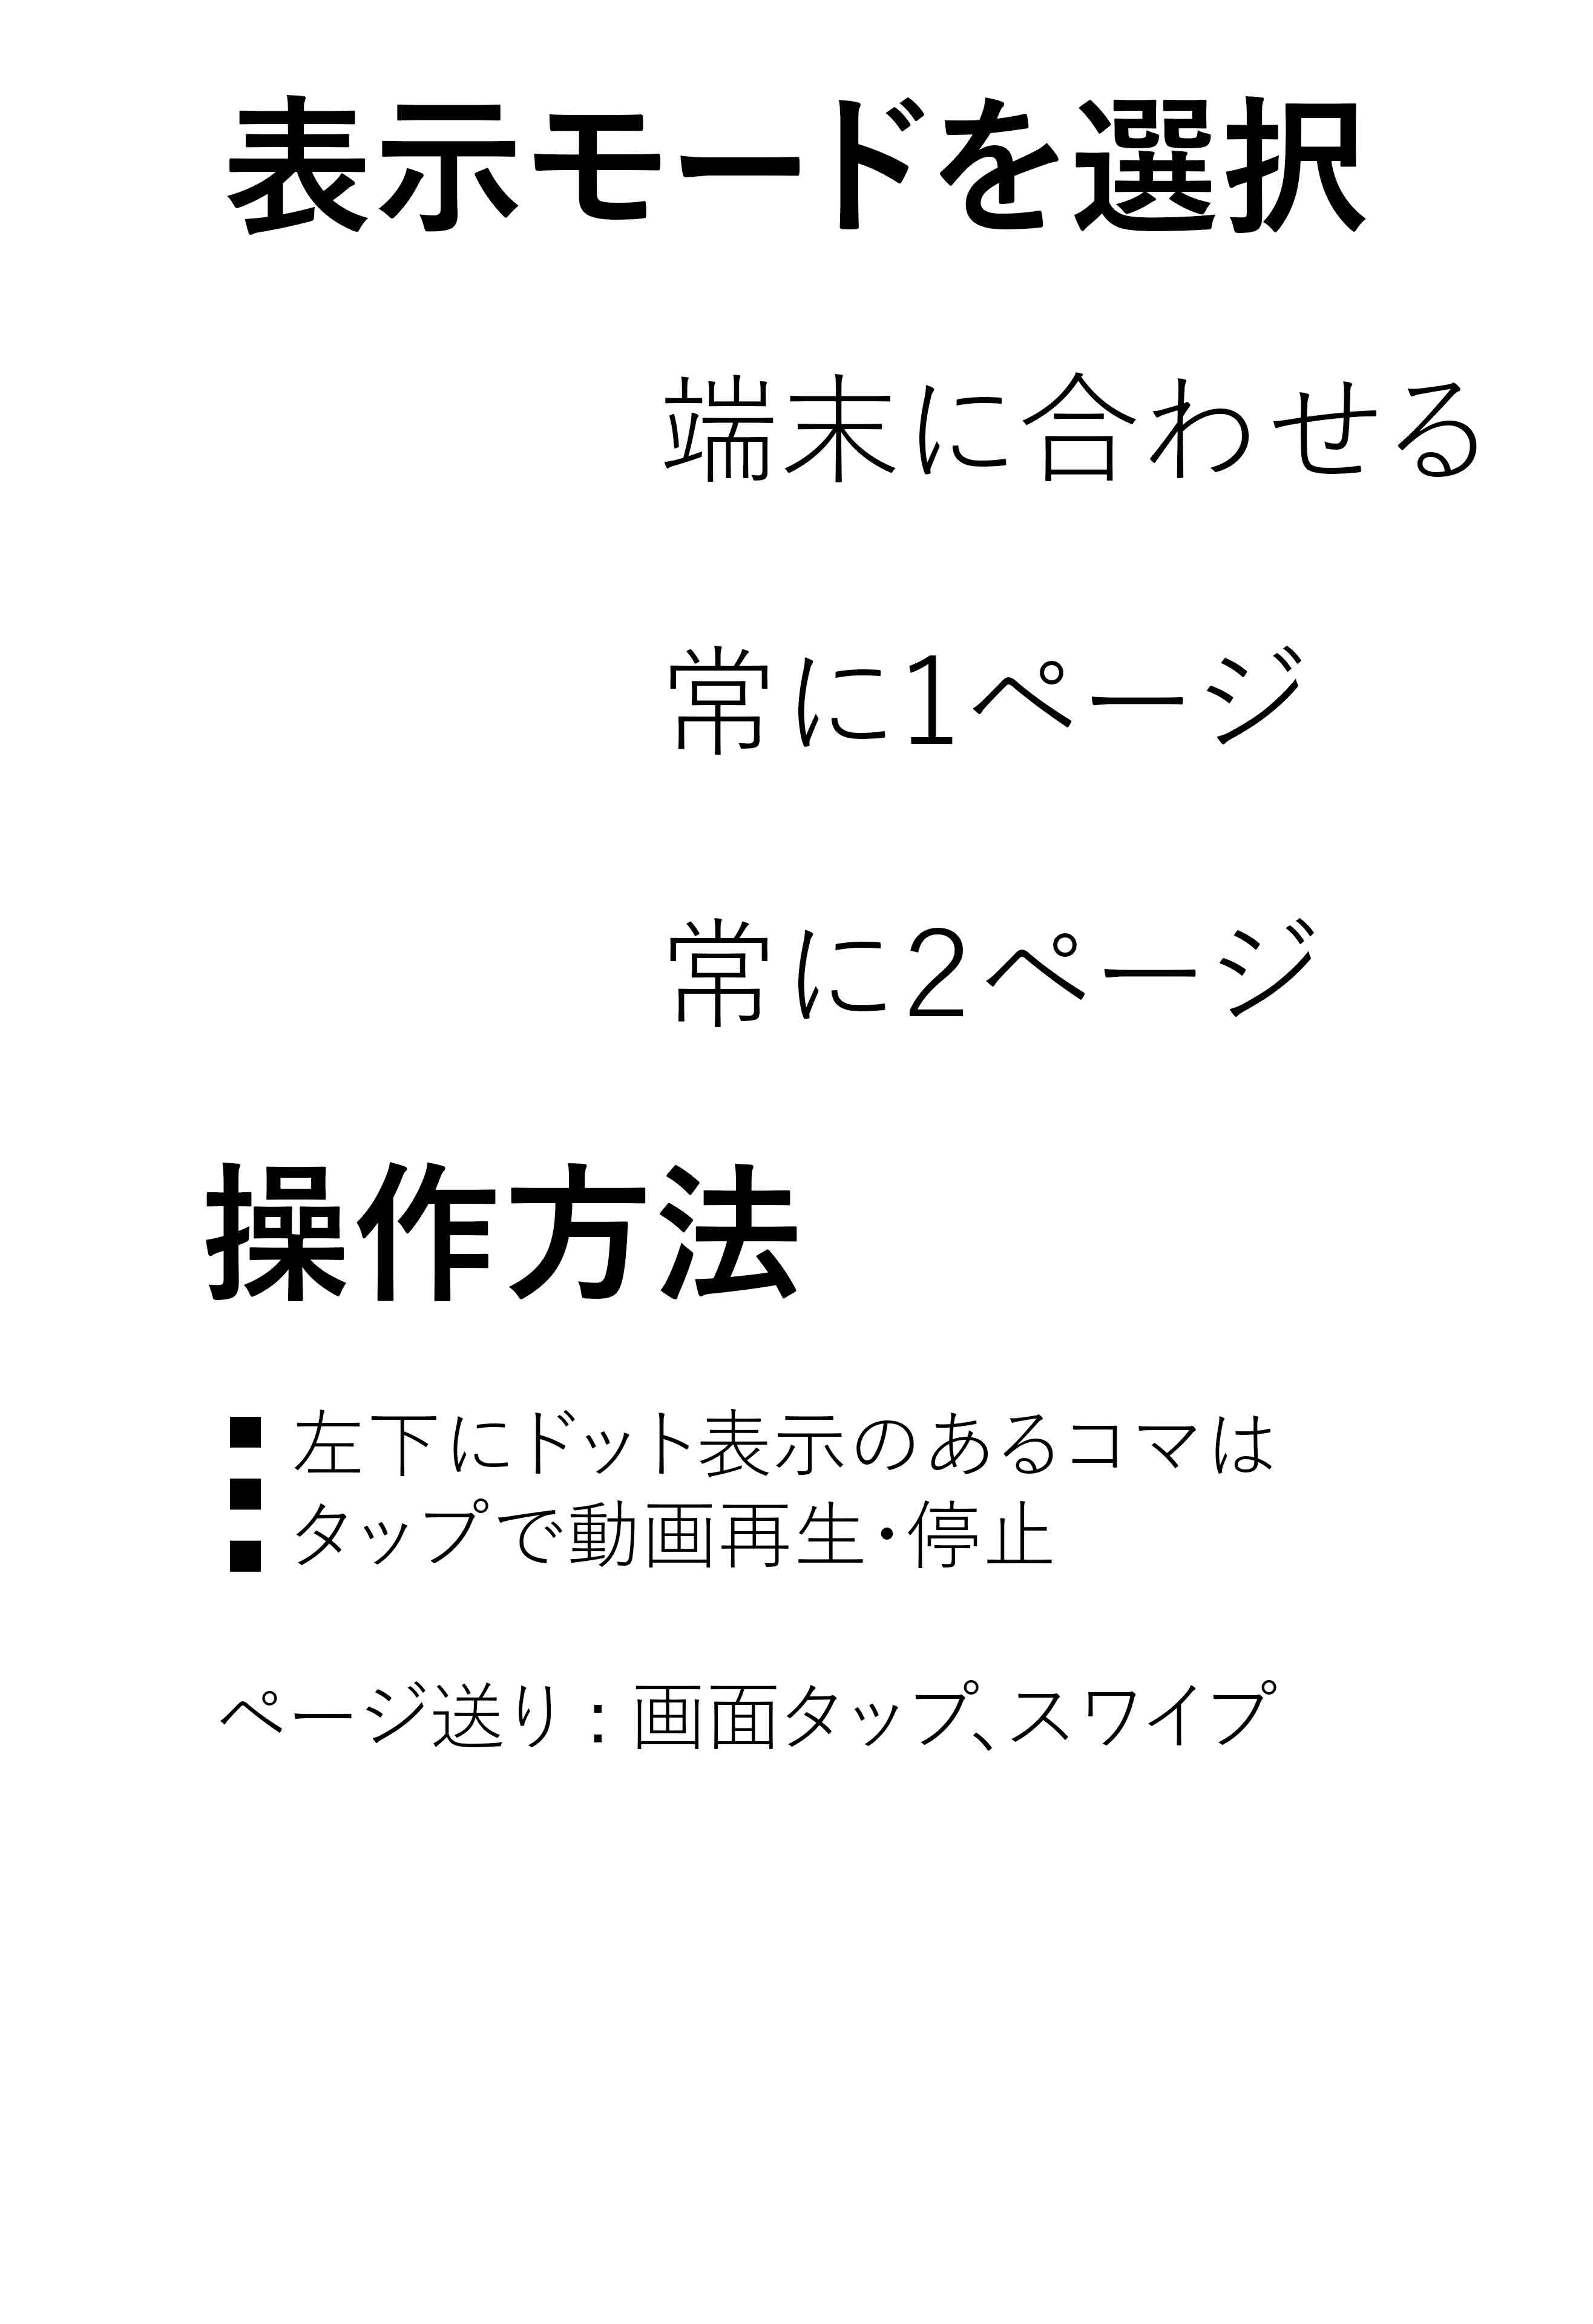 表示モードを選択
端末に合わせる
常に1ページ
常に2ページ
操作方法
左下にドット表示のあるコマは
タップで動画再生・停止
ページ送り：画面タップ、スワイプ